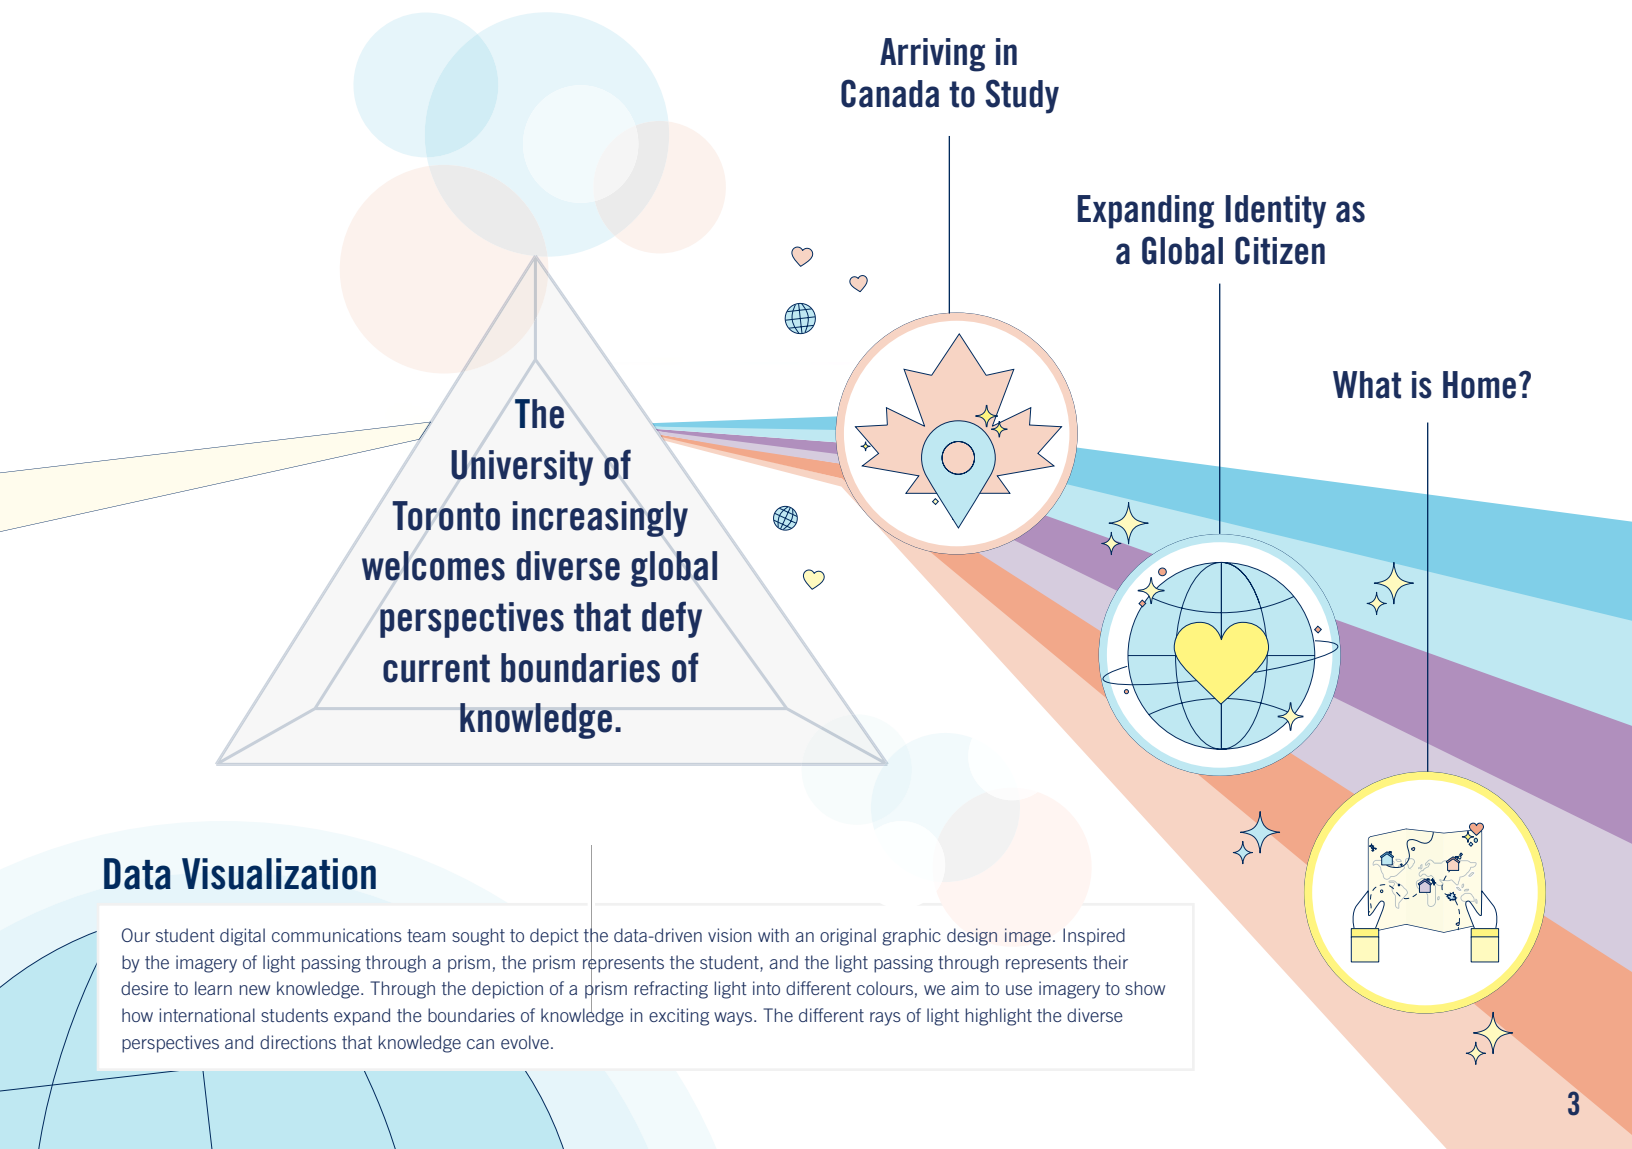 Arriving in
Canada to Study
Expanding Identity as
a Global Citizen
What is Home?
The
University of
Toronto increasingly
welcomes diverse global
perspectives that defy
current boundaries of
knowledge.
Data Visualization
Our student digital communications team sought to depict the data-driven vision with an original graphic design image. Inspired
by the imagery of light passing through a prism, the prism represents the student, and the light passing through represents their
desire to learn new knowledge. Through the depiction of a prism refracting light into different colours, we aim to use imagery to show
how international students expand the boundaries of knowledge in exciting ways. The different rays of light highlight the diverse
perspectives and directions that knowledge can evolve.
3